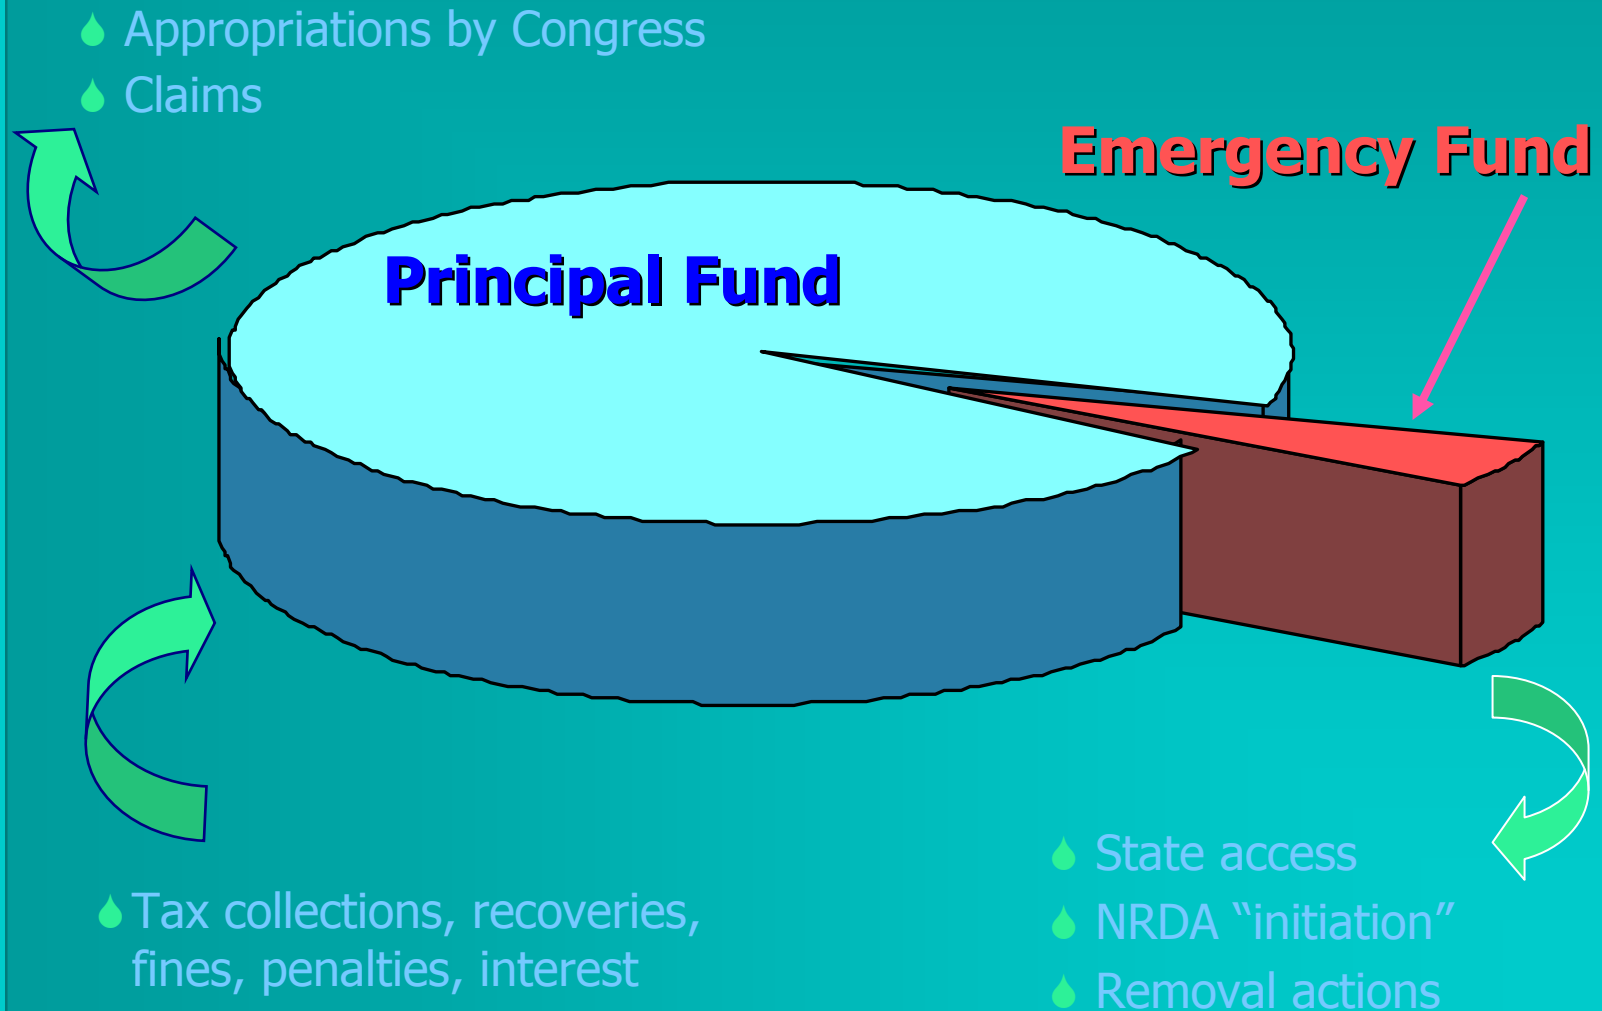 Appropriations by Congress
Claims
Emergency Fund
Principal Fund
Tax collections, recoveries,
fines, penalties, interest
State access
NRDA “initiation”
Removal actions